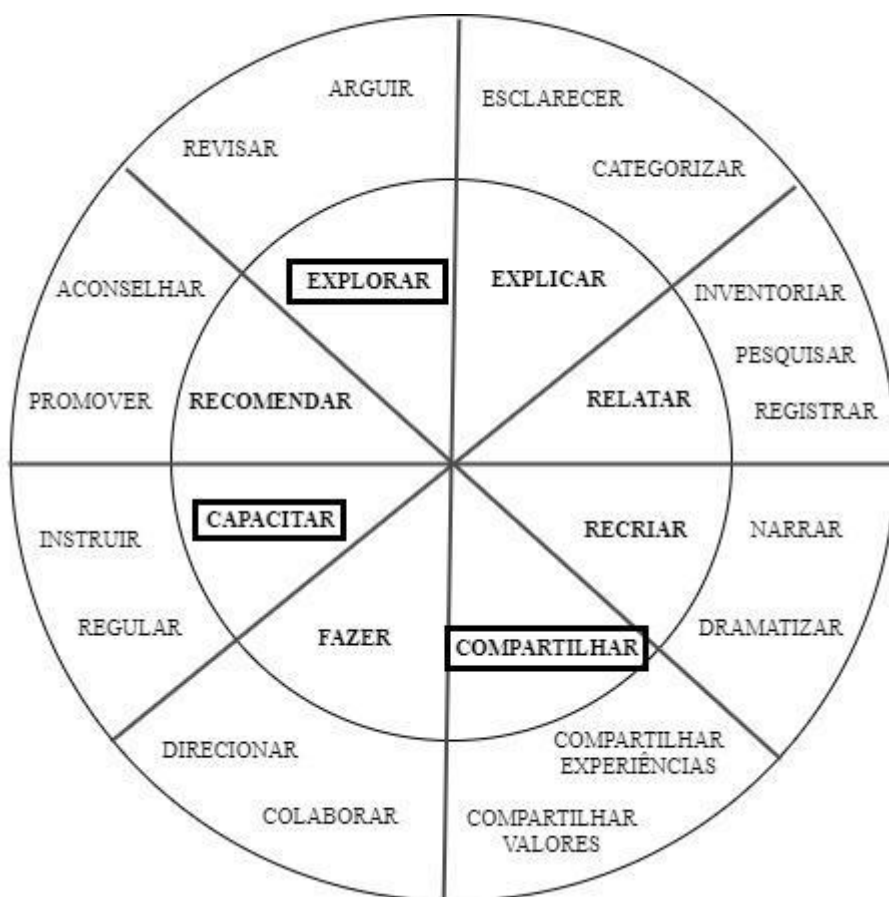 ARGUIR
ESCLARECER
REVISAR
CATEGORIZAR
EXPLORAR
EXPLICAR
ACONSELHAR
INVENTORIAR
PESQUISAR
PROMOVER
RECOMENDAR
RELATAR
REGISTRAR
CAPACITAR
INSTRUIR
RECRIAR
NARRAR
REGULAR
FAZER
COMPARTILHAR
DRAMATIZAR
DIRECIONAR
COMPARTILHAR
EXPERIÊNCIAS
COLABORAR
COMPARTILHAR
VALORES